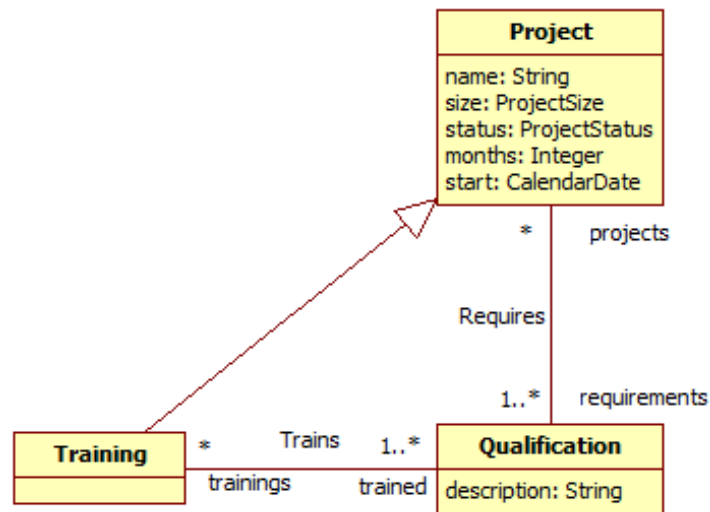 Project
name: String
size: ProjectSize
status: ProjectStatus
months: Integer
start: CalendarDate
* projects
Requires
1..* requirements
Training
* Trains 1..*
trainings trained
Qualification
description: String